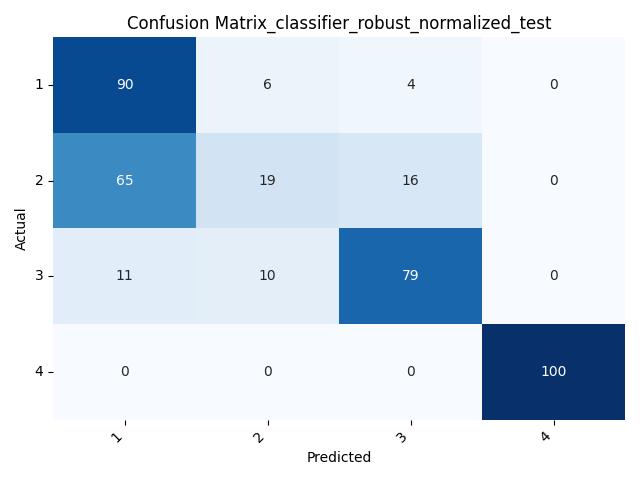 Confusion Matrix_classifier_robust_normalized_test
Actual
1 90 6 4 0
2 65 19 16 0
3 11 10 79 0
4 0 0 0 100
1 2 3 4
Predicted